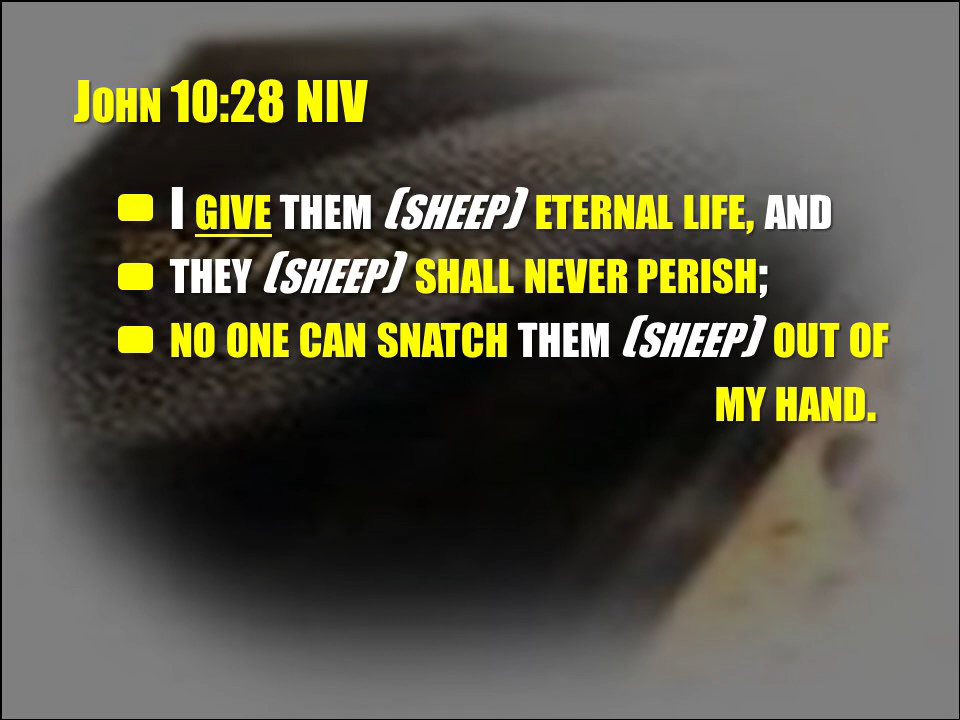 John 10:28 NIV
I give them (sheep) eternal life, and
they (sheep) shall never perish;
no one can snatch them (sheep) out of
my hand.